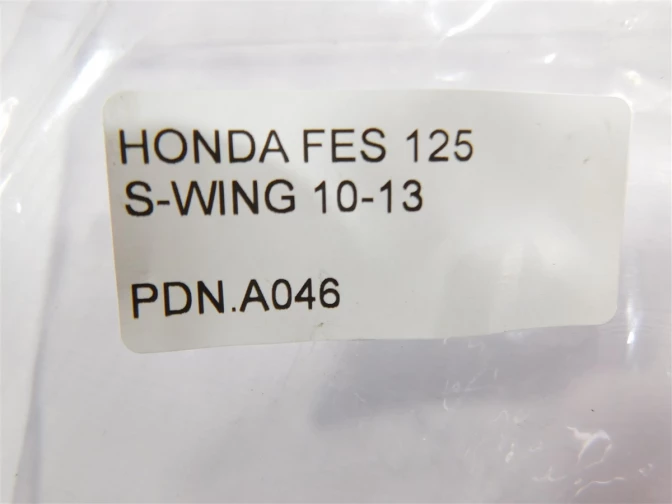 HONDA FES 125
S-WING 10-13
PDN.A046